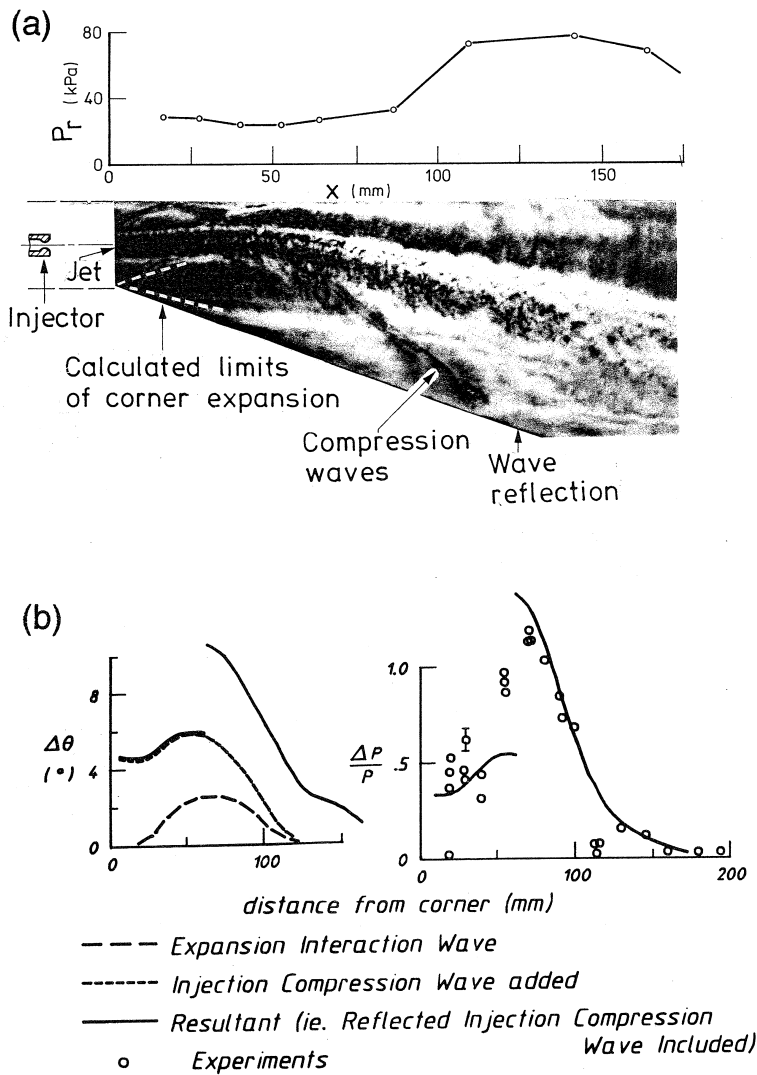 (a)
80
40
0
P_r (kPa)
0
50
100
150
X (mm)
Jet
Injector
Calculated limits
of corner expansion
Compression
waves
Wave
reflection
(b)
8
4
0
Δθ
(°)
0
100
1.0
.5
0
ΔP
P
0
100
200
distance from corner (mm)
Expansion Interaction Wave
Injection Compression Wave added
Resultant (ie. Reflected Injection Compression
Wave Included)
Experiments